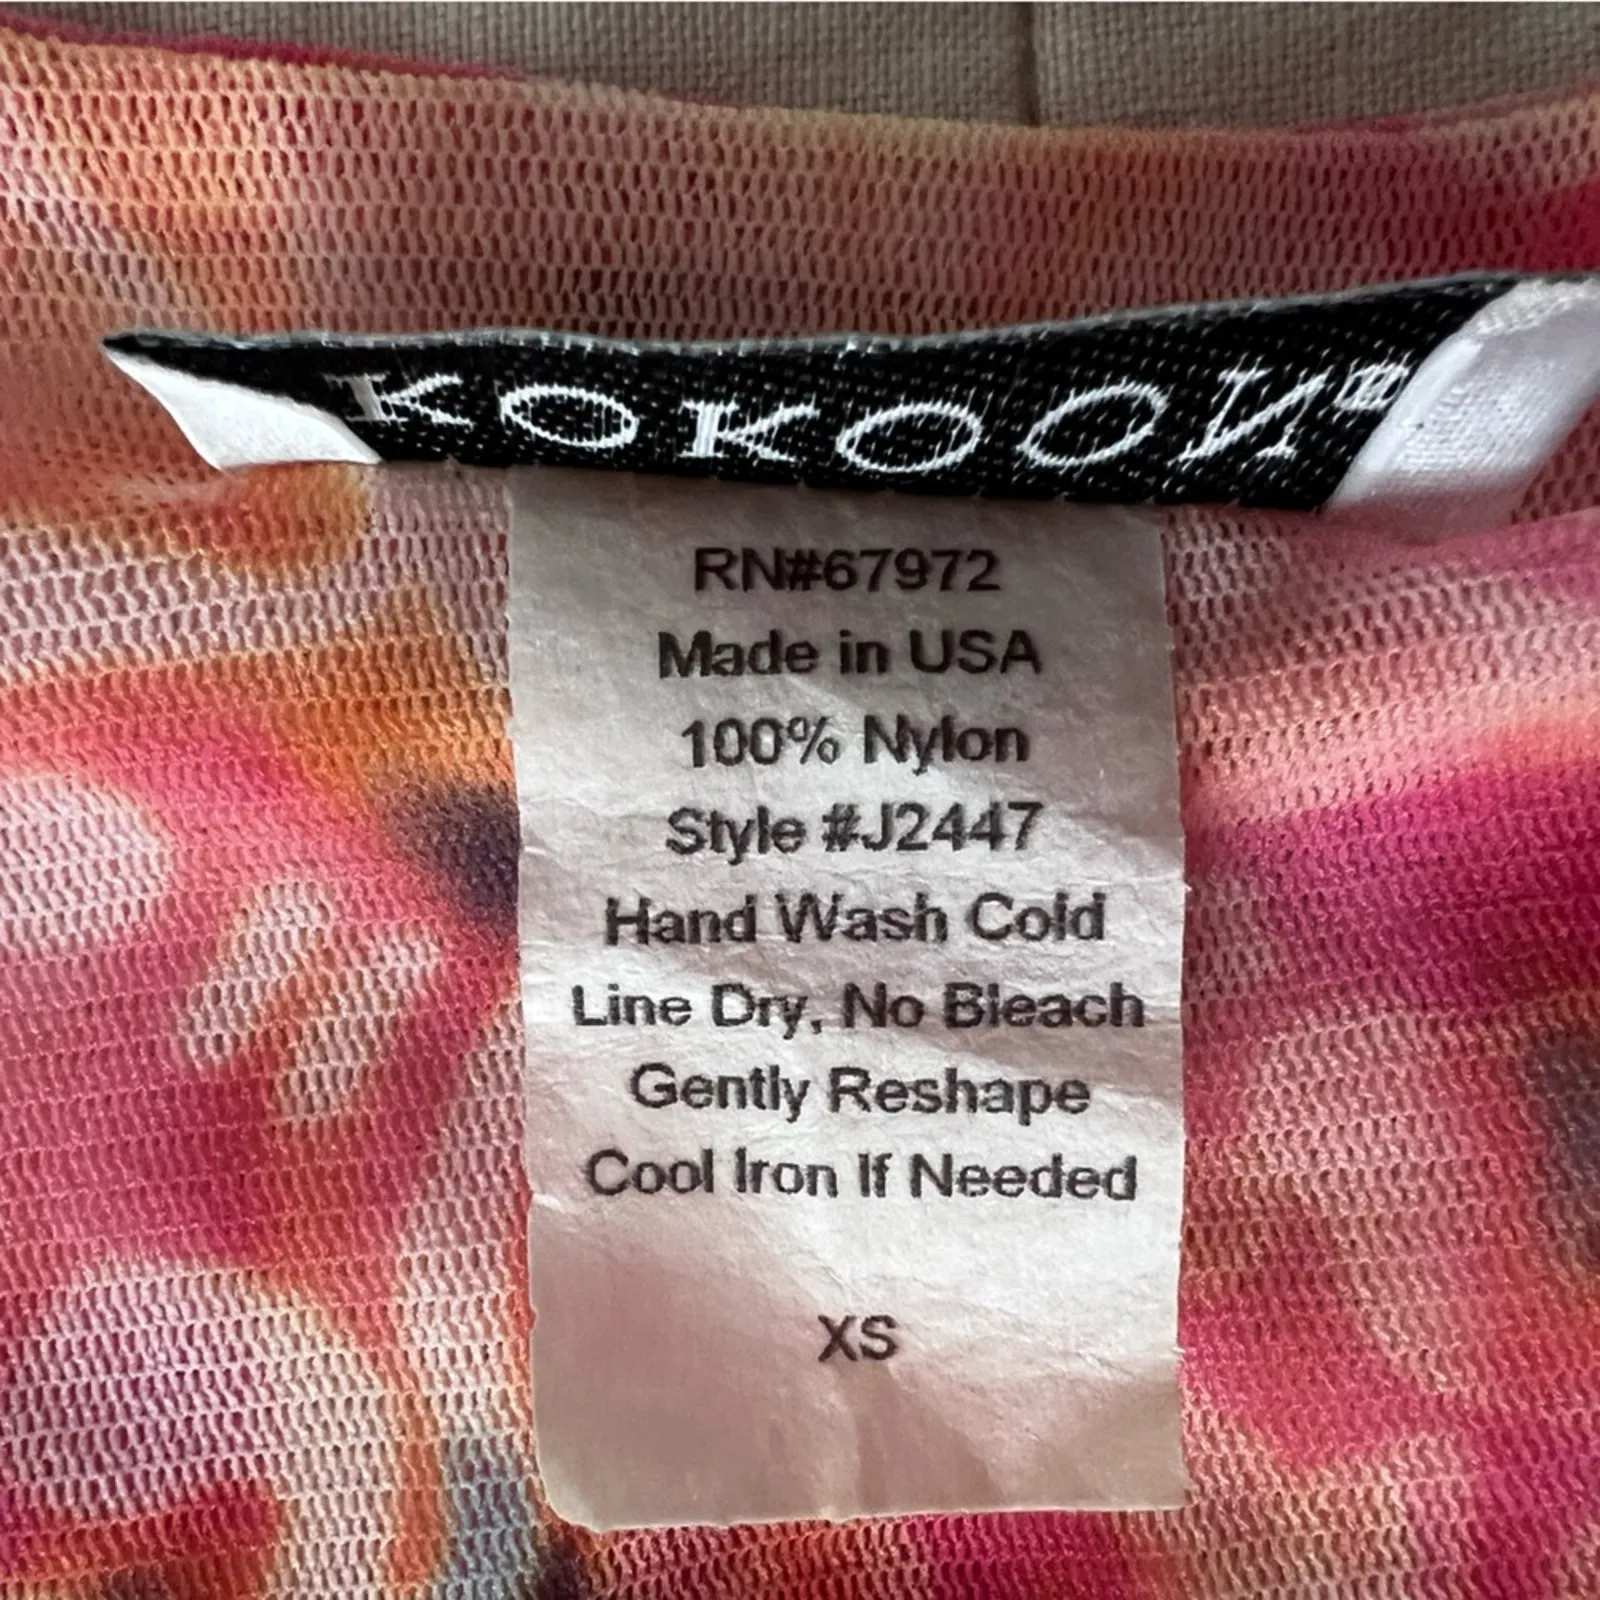 KOKOON®
RN#67972
Made in USA
100% Nylon
Style #J2447
Hand Wash Cold
Line Dry, No Bleach
Gently Reshape
Cool Iron If Needed
XS